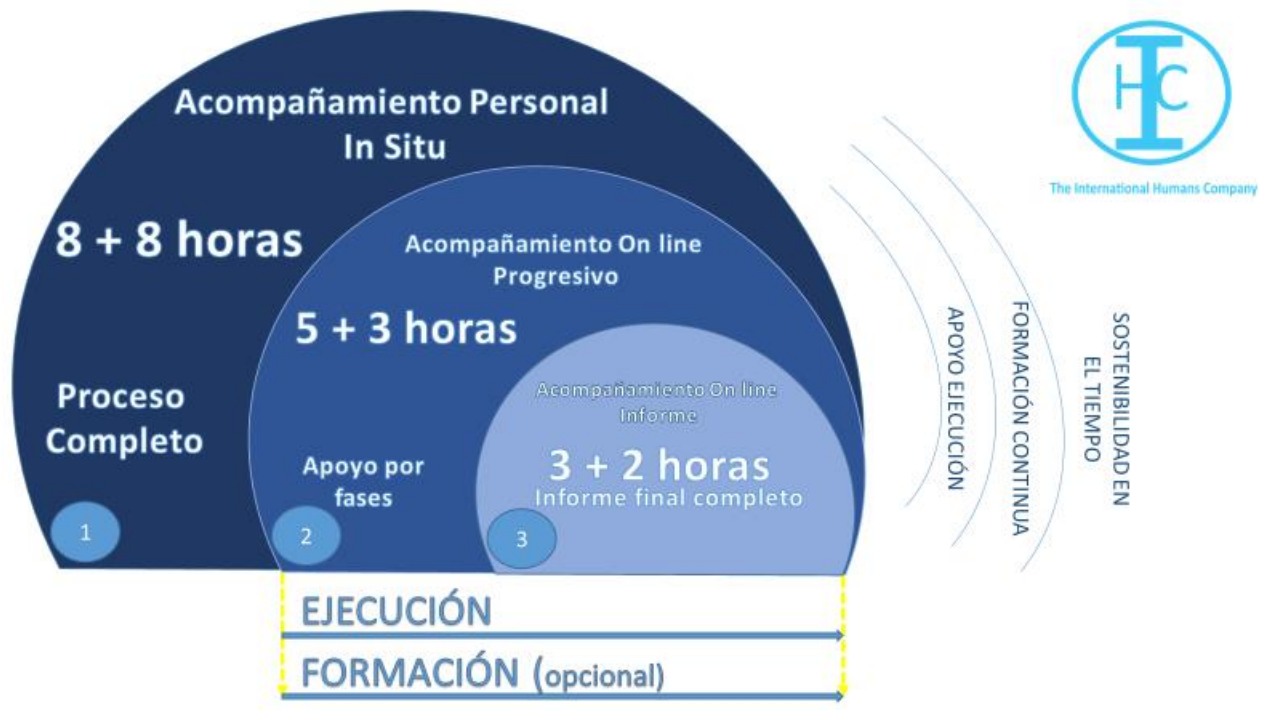 Acompañamiento Personal
In Situ
8 + 8 horas
Proceso
Completo
1
Acompañamiento On line
Progresivo
5 + 3 horas
Apoyo por
fases
2
Acompañamiento On line
Informe
3 + 2 horas
Informe final completo
3
EJECUCIÓN
FORMACIÓN (opcional)
APOYO EJECUCIÓN
FORMACIÓN CONTINUA
SOSTENIBILIDAD EN
EL TIEMPO
IHC
The International Humans Company